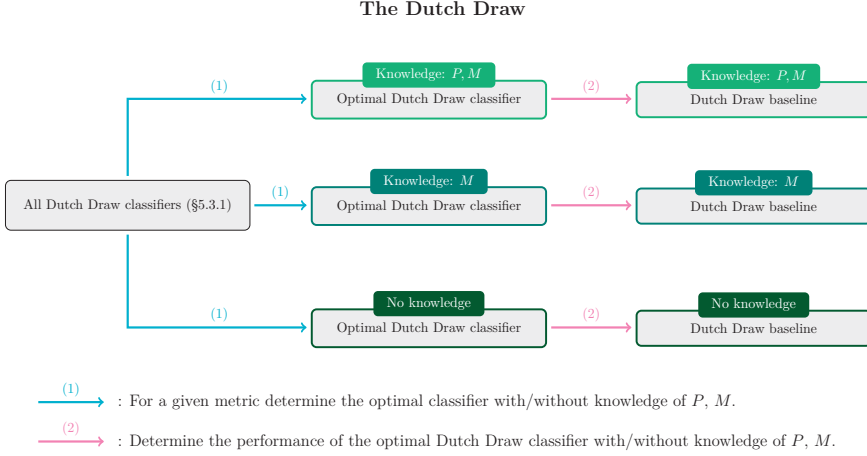 The Dutch Draw
Knowledge: P, M
Knowledge: P, M
(1)
Optimal Dutch Draw classifier
(2)
Dutch Draw baseline
Knowledge: M
Knowledge: M
All Dutch Draw classifiers (§5.3.1)
(1)
Optimal Dutch Draw classifier
(2)
Dutch Draw baseline
No knowledge
No knowledge
(1)
Optimal Dutch Draw classifier
(2)
Dutch Draw baseline
(1)
: For a given metric determine the optimal classifier with/without knowledge of P, M.
(2)
: Determine the performance of the optimal Dutch Draw classifier with/without knowledge of P, M.